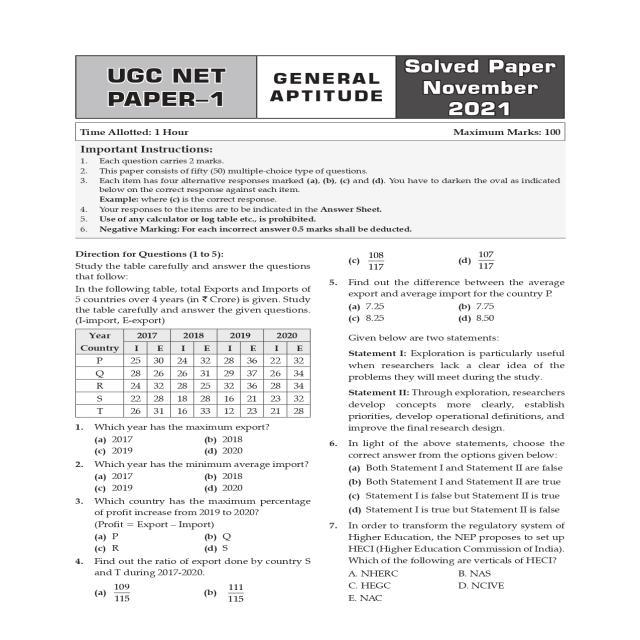 UGC NET
PAPER–1
GENERAL
APTITUDE
Solved Paper
November
2021
Time Allotted: 1 Hour Maximum Marks: 100
Important Instructions:
1. Each question carries 2 marks.
2. This paper consists of fifty (50) multiple-choice type of questions.
3. Each item has four alternative responses marked (a), (b), (c) and (d). You have to darken the oval as indicated
below on the correct response against each item.
Example: where (c) is the correct response.
4. Your responses to the items are to be indicated in the Answer Sheet.
5. Use of any calculator or log table etc., is prohibited.
6. Negative Marking: For each incorrect answer 0.5 marks shall be deducted.
Direction for Questions (1 to 5):
Study the table carefully and answer the questions
that follow:
In the following table, total Exports and Imports of
5 countries over 4 years (in ₹ Crore) is given. Study
the table carefully and answer the given questions.
(I-import, E-export)
Year 2017 2018 2019 2020
Country I E I E I E I E
P 25 30 24 32 28 36 22 32
Q 28 26 26 31 29 37 26 34
R 24 32 28 25 32 36 28 34
S 22 28 18 28 16 21 23 32
T 26 31 16 33 12 23 21 28
1. Which year has the maximum export?
(a) 2017 (b) 2018
(c) 2019 (d) 2020
2. Which year has the minimum average import?
(a) 2017 (b) 2018
(c) 2019 (d) 2020
3. Which country has the maximum percentage
of profit increase from 2019 to 2020?
(Profit = Export – Import)
(a) P (b) Q
(c) R (d) S
4. Find out the ratio of export done by country S
and T during 2017-2020.
(a) 109/115 (b) 111/115
(c) 108/117 (d) 107/117
5. Find out the difference between the average
export and average import for the country P.
(a) 7.25 (b) 7.75
(c) 8.25 (d) 8.50
Given below are two statements:
Statement I: Exploration is particularly useful
when researchers lack a clear idea of the
problems they will meet during the study.
Statement II: Through exploration, researchers
develop concepts more clearly, establish
priorities, develop operational definitions, and
improve the final research design.
6. In light of the above statements, choose the
correct answer from the options given below:
(a) Both Statement I and Statement II are false
(b) Both Statement I and Statement II are true
(c) Statement I is false but Statement II is true
(d) Statement I is true but Statement II is false
7. In order to transform the regulatory system of
Higher Education, the NEP proposes to set up
HECI (Higher Education Commission of India).
Which of the following are verticals of HECI?
A. NHERC B. NAS
C. HEGC D. NCIVE
E. NAC